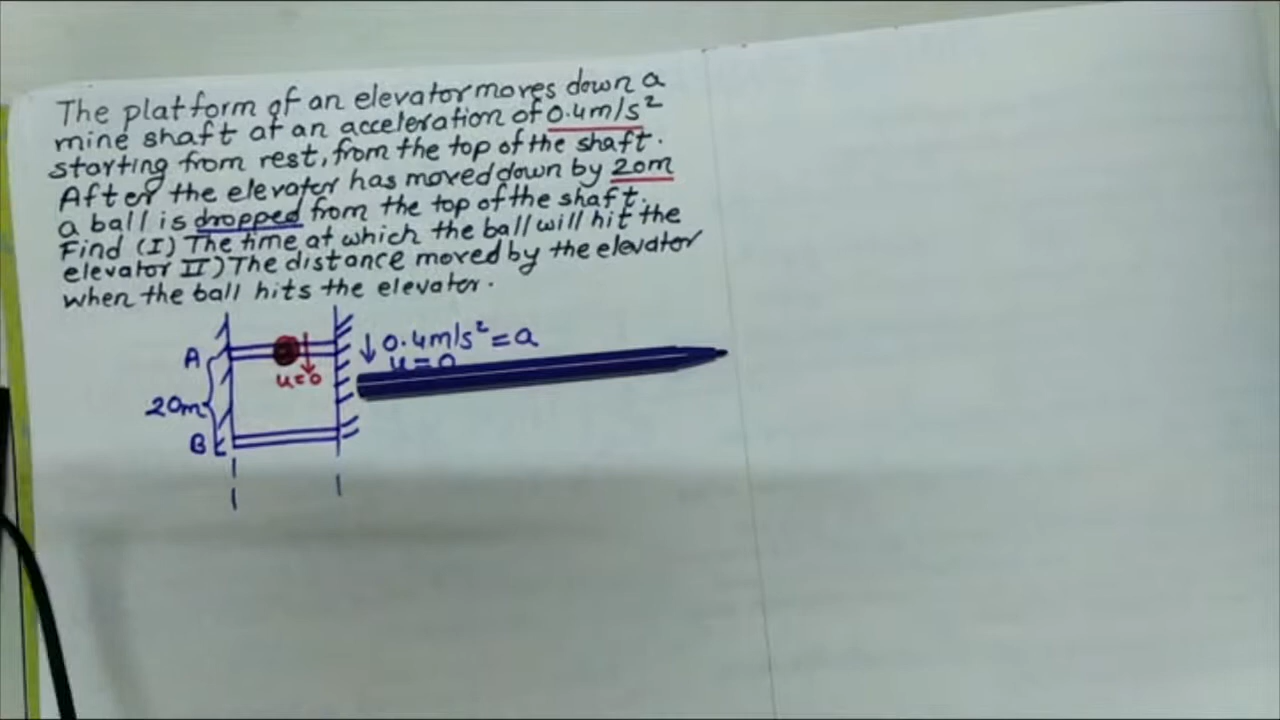 The platform of an elevator moves down a
mine shaft at an acceleration of 0.4m/s²
starting from rest, from the top of the shaft.
After the elevator has moved down by 20m
a ball is dropped from the top of the shaft.
Find (I) The time at which the ball will hit the
elevator II) The distance moved by the elevator
when the ball hits the elevator.
A
↓ 0.4m/s² = a
u=0
u=0
20m
B